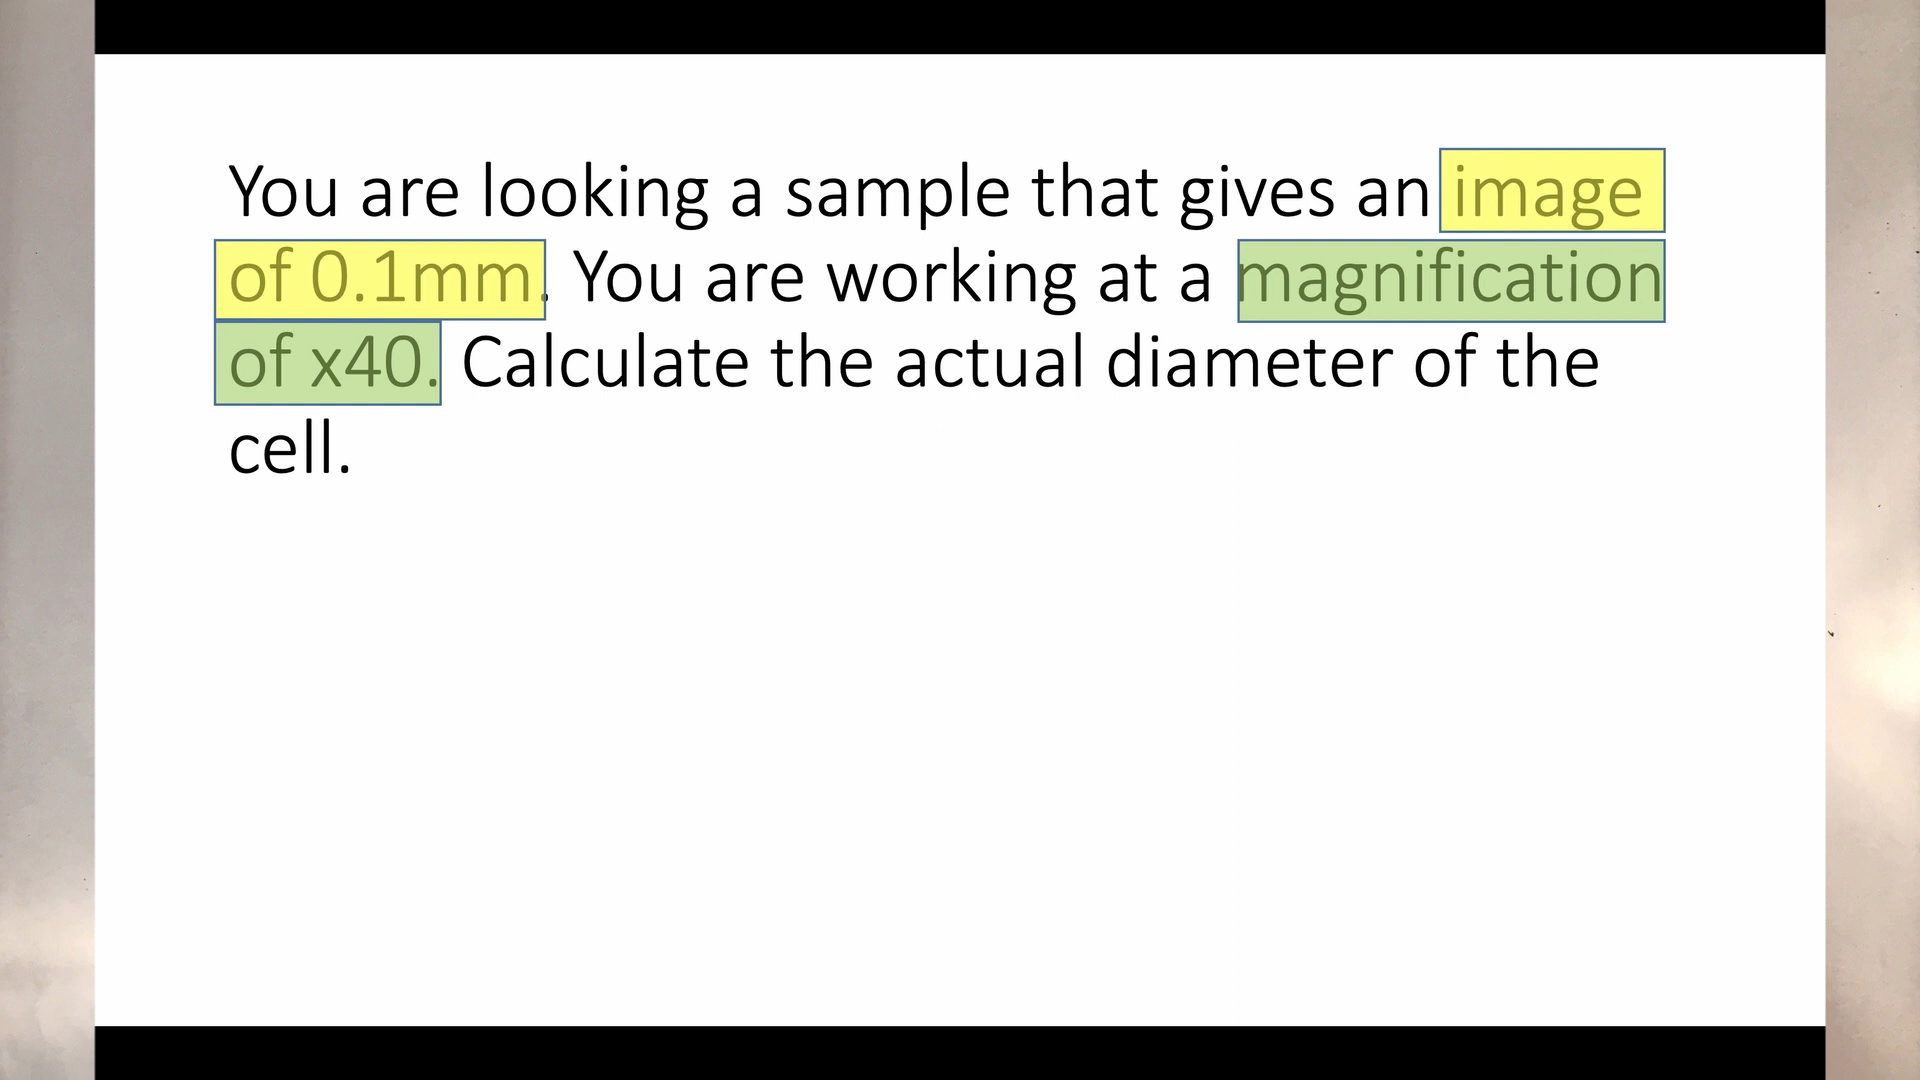 You are looking a sample that gives an image
of 0.1mm. You are working at a magnification
of x40. Calculate the actual diameter of the
cell.